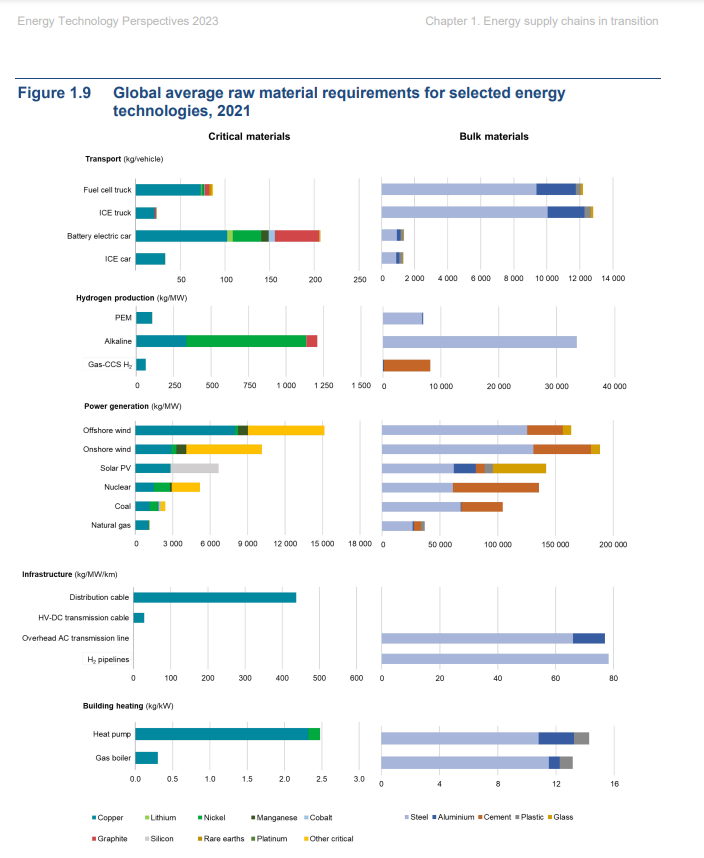 Energy Technology Perspectives 2023 Chapter 1. Energy supply chains in transition
Figure 1.9 Global average raw material requirements for selected energy
technologies, 2021
Critical materials Bulk materials
Transport (kg/vehicle)
Fuel cell truck
ICE truck
Battery electric car
ICE car
50 100 150 200 250 0 2 000 4 000 6 000 8 000 10 000 12 000 14 000
Hydrogen production (kg/MW)
PEM
Alkaline
Gas-CCS H₂
0 250 500 750 1 000 1 250 1 500 0 10 000 20 000 30 000 40 000
Power generation (kg/MW)
Offshore wind
Onshore wind
Solar PV
Nuclear
Coal
Natural gas
0 3 000 6 000 9 000 12 000 15 000 18 000 0 50 000 100 000 150 000 200 000
Infrastructure (kg/MW/km)
Distribution cable
HV-DC transmission cable
Overhead AC transmission line
H₂ pipelines
0 100 200 300 400 500 600 0 20 40 60 80
Building heating (kg/kW)
Heat pump
Gas boiler
0.0 0.5 1.0 1.5 2.0 2.5 3.0 0 4 8 12 16
Copper Lithium Nickel Manganese Cobalt Steel Aluminium Cement Plastic Glass
Graphite Silicon Rare earths Platinum Other critical